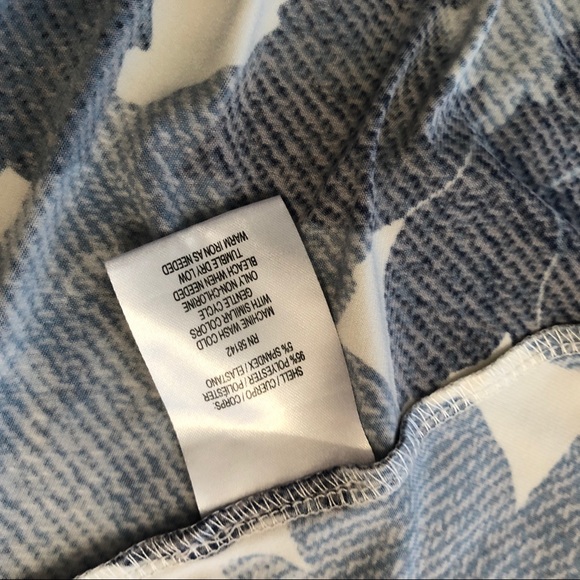 SHELL / CUERPO / CORPS:
95% POLYESTER / POLIESTER
5% SPANDEX / ELASTANO
RN 58142
MACHINE WASH COLD
WITH SIMILAR COLORS
GENTLE CYCLE
ONLY NON-CHLORINE
BLEACH WHEN NEEDED
TUMBLE DRY LOW
WARM IRON AS NEEDED